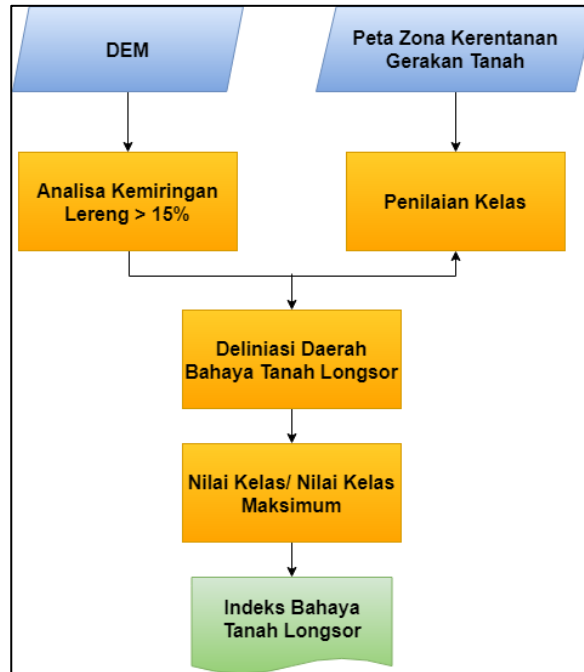 DEM
Peta Zona Kerentanan
Gerakan Tanah
Analisa Kemiringan
Lereng > 15%
Penilaian Kelas
Deliniasi Daerah
Bahaya Tanah Longsor
Nilai Kelas/ Nilai Kelas
Maksimum
Indeks Bahaya
Tanah Longsor